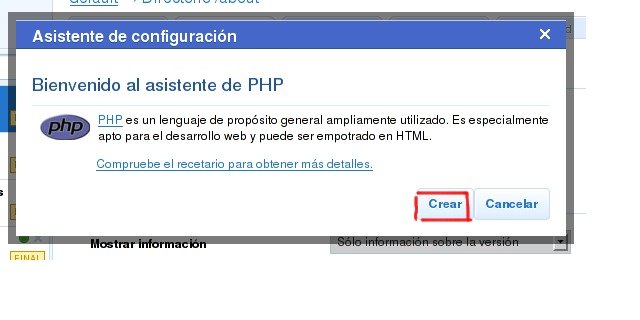 default → Directorio /about
Asistente de configuración
Bienvenido al asistente de PHP
php
PHP es un lenguaje de propósito general ampliamente utilizado. Es especialmente
apto para el desarrollo web y puede ser empotrado en HTML.
Compruebe el recetario para obtener más detalles.
Crear Cancelar
Mostrar información Sólo información sobre la versión
FINAL